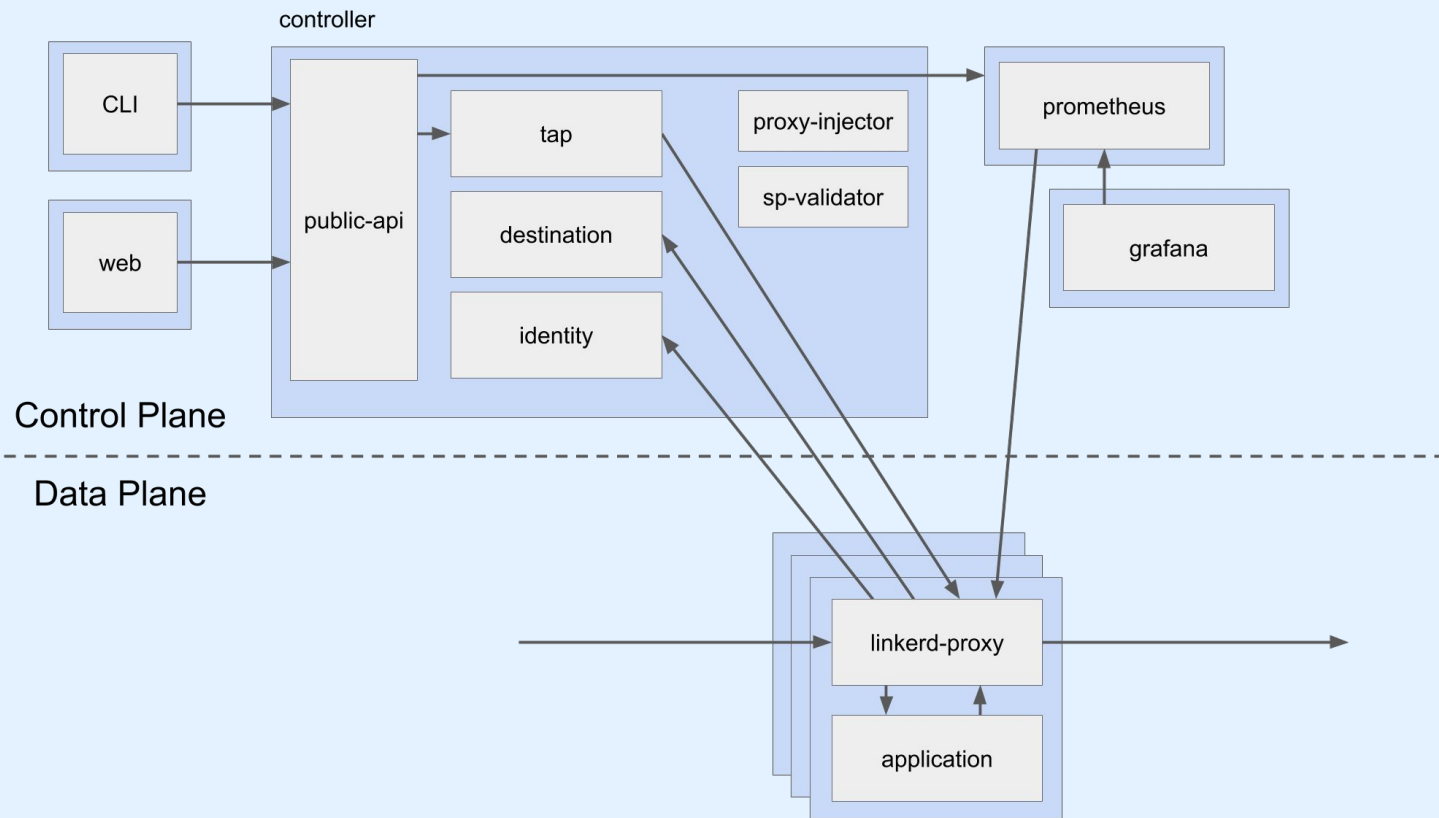 controller
CLI
web
public-api
tap
destination
identity
proxy-injector
sp-validator
prometheus
grafana
Control Plane
Data Plane
linkerd-proxy
application